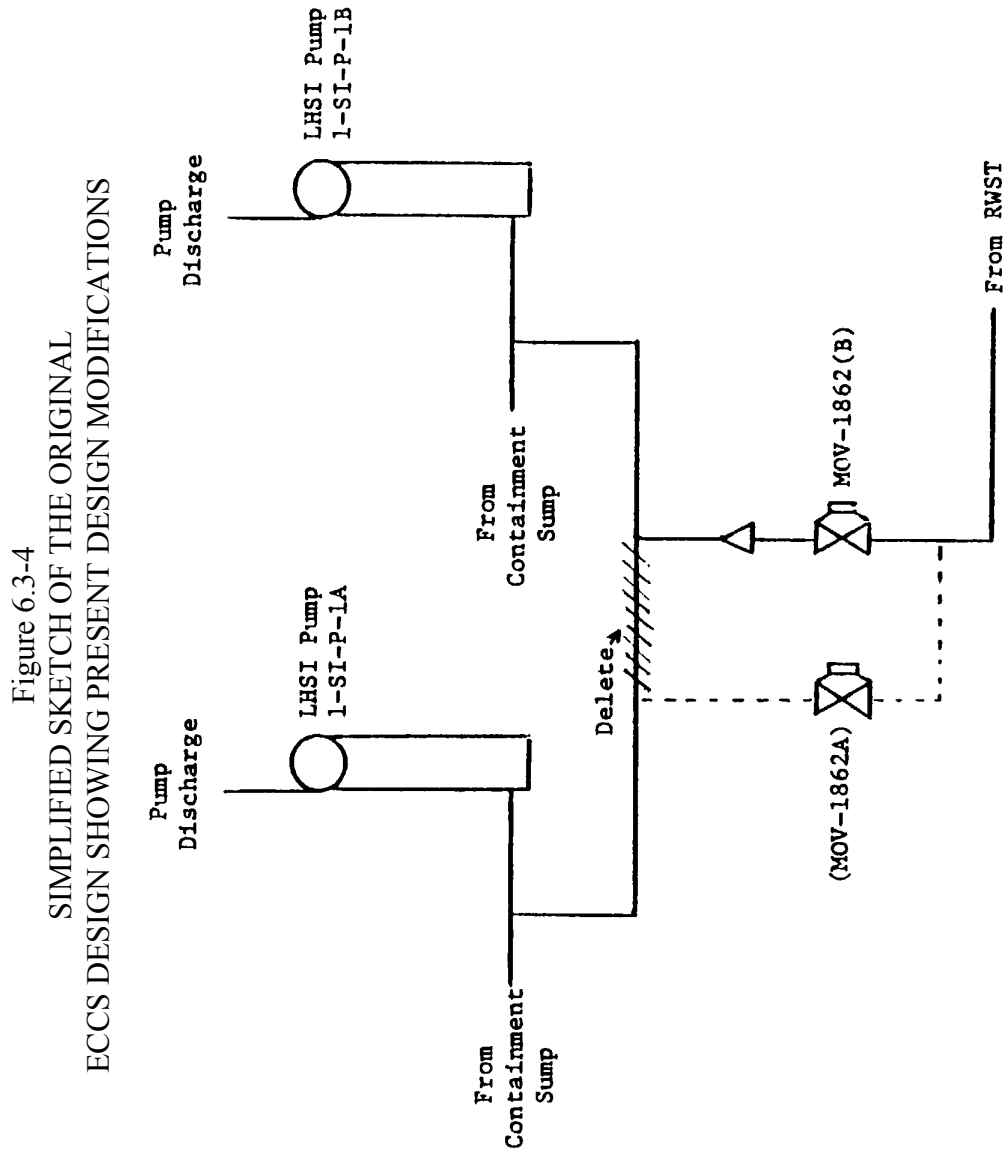 Figure 6.3-4
SIMPLIFIED SKETCH OF THE ORIGINAL
ECCS DESIGN SHOWING PRESENT DESIGN MODIFICATIONS
Pump
Discharge
LHSI Pump
1-SI-P-1A
Pump
Discharge
LHSI Pump
1-SI-P-1B
From
Containment
Sump
From
Containment
Sump
Delete
(MOV-1862A)
MOV-1862(B)
From RWST